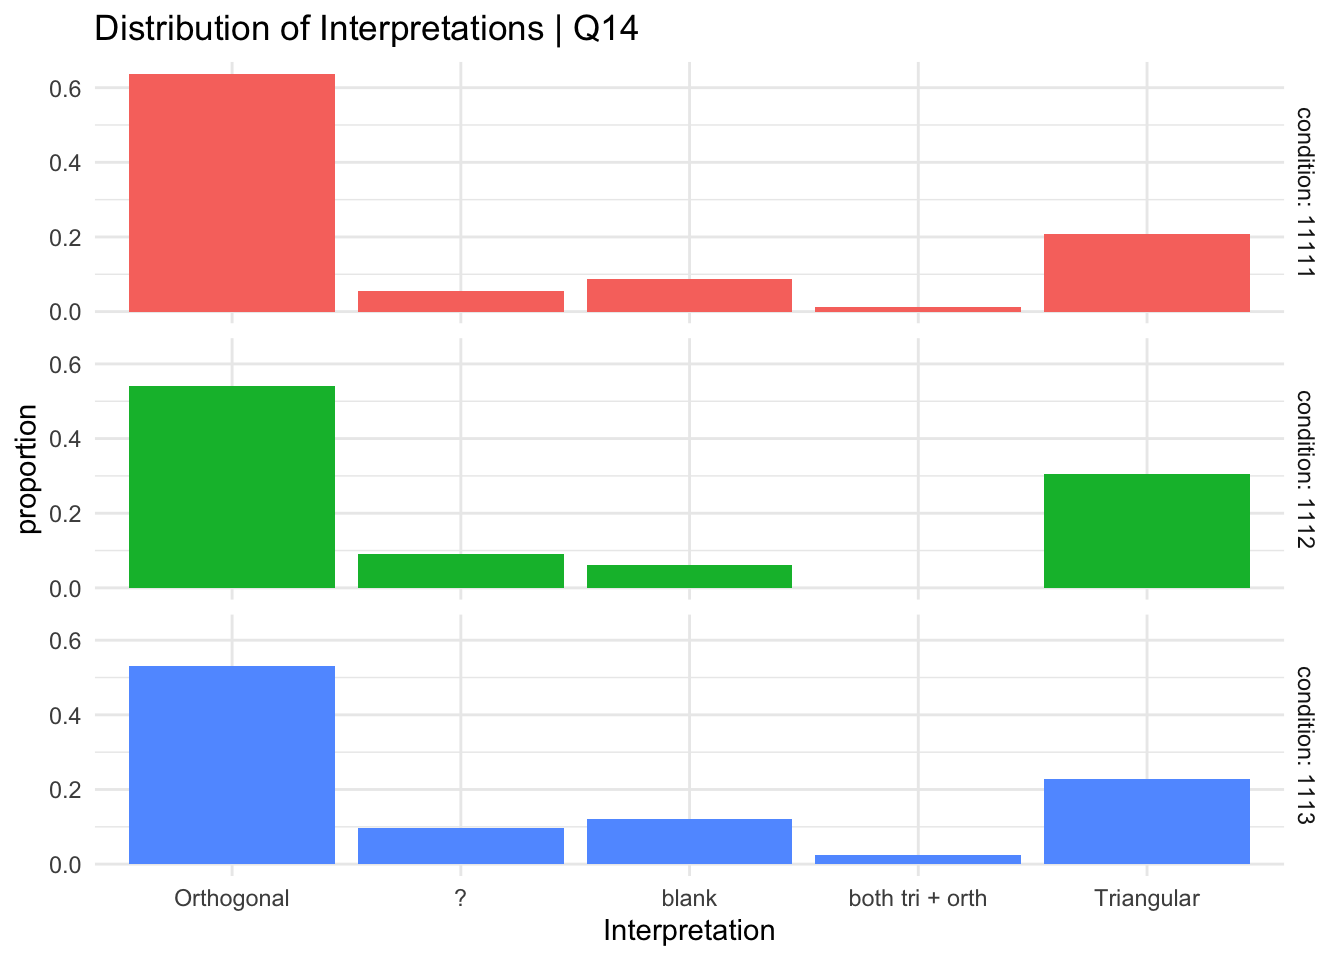 Distribution of Interpretations | Q14
proportion
0.6
0.4
0.2
0.0
condition: 11111
0.6
0.4
0.2
0.0
condition: 1112
0.6
0.4
0.2
0.0
condition: 1113
Orthogonal ? blank both tri + orth Triangular
Interpretation